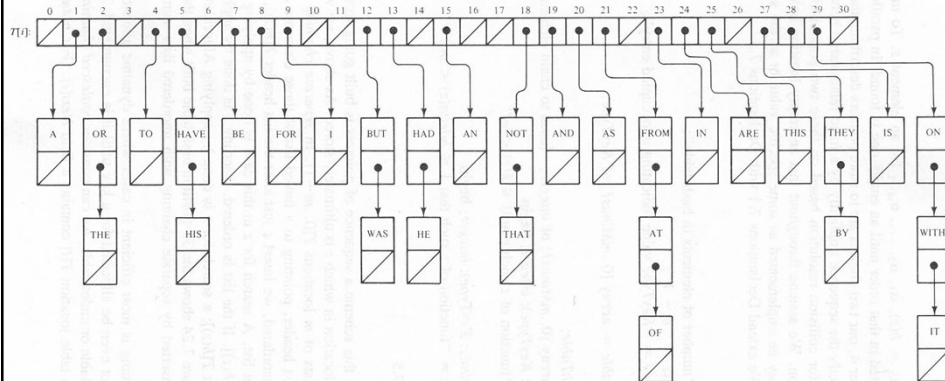 0 1 2 3 4 5 6 7 8 9 10 11 12 13 14 15 16 17 18 19 20 21 22 23 24 25 26 27 28 29 30
T[i]:
A OR TO HAVE BE FOR I BUT HAD AN NOT AND AS FROM IN ARE THIS THEY IS ON
THE HIS WAS HE THAT AT BY WITH
OF IT